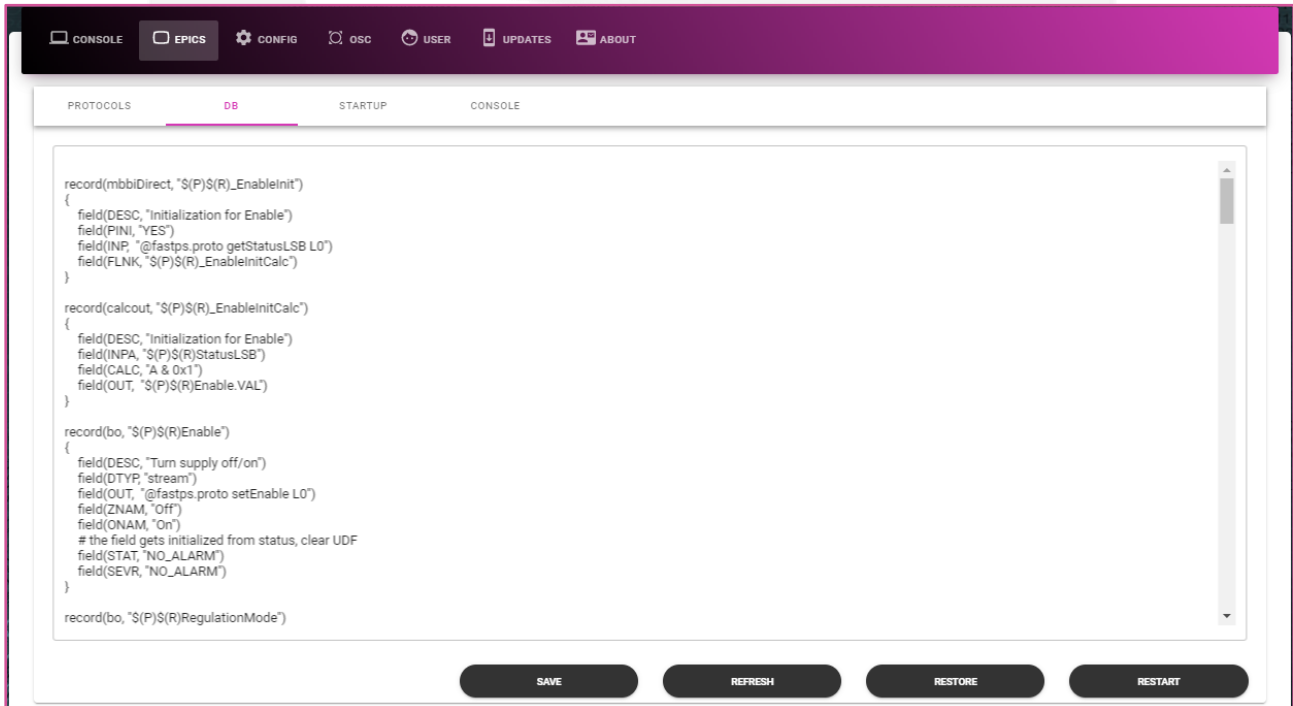 CONSOLE EPICS CONFIG OSC USER UPDATES ABOUT
PROTOCOLS DB STARTUP CONSOLE
record(mbbiDirect, "$(P)$(R)_EnableInit")
{
field(DESC, "Initialization for Enable")
field(PINI, "YES")
field(INP, "@fastps.proto getStatusLSB L0")
field(FLNK, "$(P)$(R)_EnableInitCalc")
}
record(calcout, "$(P)$(R)_EnableInitCalc")
{
field(DESC, "Initialization for Enable")
field(INPA, "$(P)$(R)StatusLSB")
field(CALC, "A & 0x1")
field(OUT, "$(P)$(R)Enable.VAL")
}
record(bo, "$(P)$(R)Enable")
{
field(DESC, "Turn supply off/on")
field(DTYP, "stream")
field(OUT, "@fastps.proto setEnable L0")
field(ZNAM, "Off")
field(ONAM, "On")
# the field gets initialized from status, clear UDF
field(STAT, "NO_ALARM")
field(SEVR, "NO_ALARM")
}
record(bo, "$(P)$(R)RegulationMode")
SAVE REFRESH RESTORE RESTART